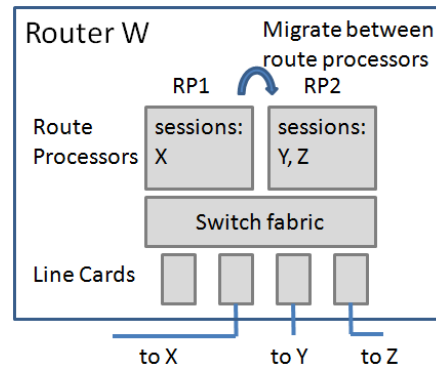 Router W
Migrate between
route processors
RP1
RP2
Route
Processors
sessions:
X
sessions:
Y, Z
Switch fabric
Line Cards
to X
to Y
to Z